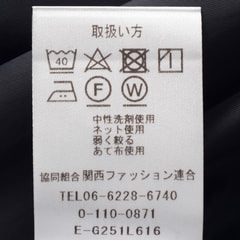 取扱い方
40
F W
中性洗剤使用
ネット使用
弱く絞る
あて布使用
協同組合 関西ファッション連合
TEL06-6228-6740
0-110-0871
E-G251L616